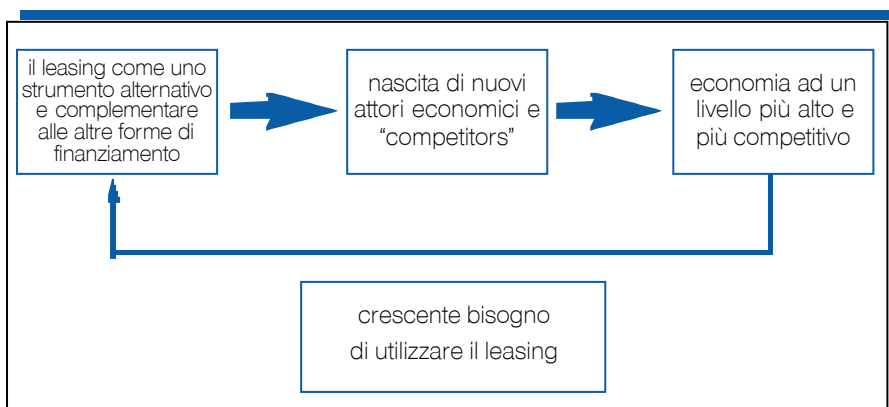 il leasing come uno
strumento alternativo
e complementare
alle altre forme di
finanziamento
nascita di nuovi
attori economici e
“competitors”
economia ad un
livello più alto e
più competitivo
crescente bisogno
di utilizzare il leasing